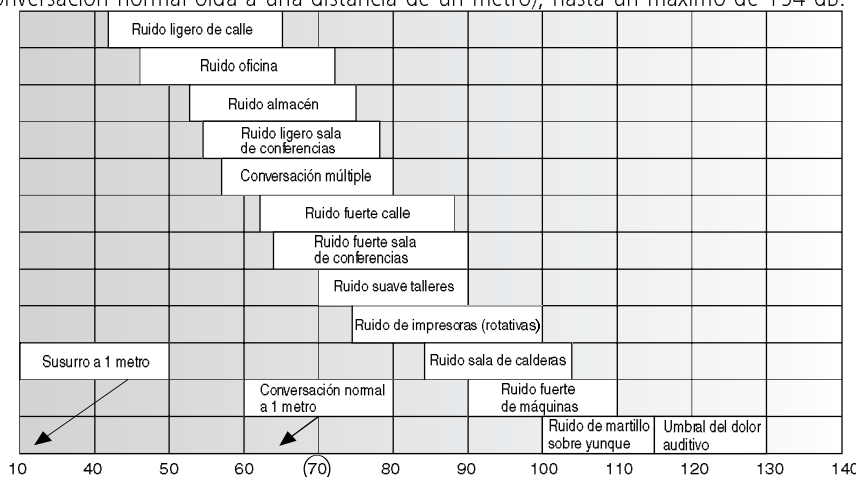 conversación normal oída a una distancia de un metro), hasta un máximo de 134 dB.
Ruido ligero de calle
Ruido oficina
Ruido almacén
Ruido ligero sala
de conferencias
Conversación múltiple
Ruido fuerte calle
Ruido fuerte sala
de conferencias
Ruido suave talleres
Ruido de impresoras (rotativas)
Susurro a 1 metro
Ruido sala de calderas
Conversación normal
a 1 metro
Ruido fuerte
de máquinas
Ruido de martillo
sobre yunque
Umbral del dolor
auditivo
10 40 50 60 70 80 90 100 110 120 130 140